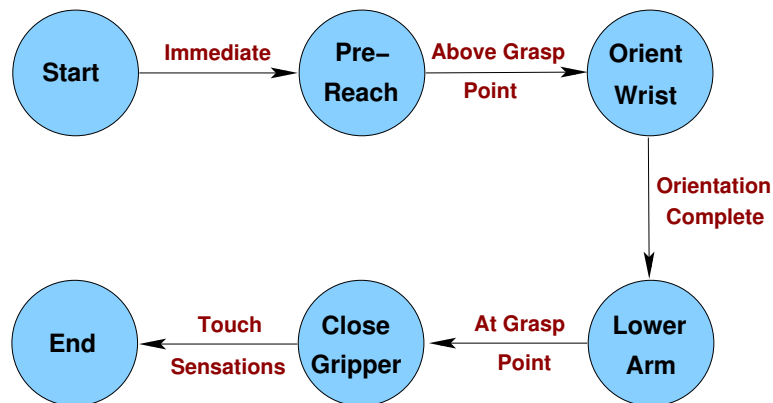 Start
Immediate
Pre–
Reach
Above Grasp
Point
Orient
Wrist
Orientation
Complete
Lower
Arm
At Grasp
Point
Close
Gripper
Touch
Sensations
End